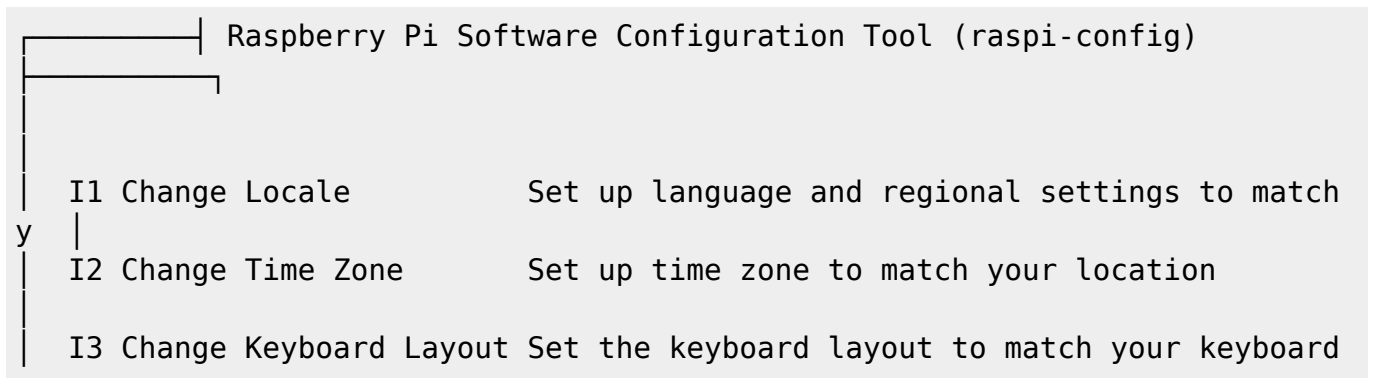 ┌──────────┤ Raspberry Pi Software Configuration Tool (raspi-config)
├──────────┐
│
│
│  I1 Change Locale          Set up language and regional settings to match
y  │
│  I2 Change Time Zone       Set up time zone to match your location
│
│  I3 Change Keyboard Layout Set the keyboard layout to match your keyboard